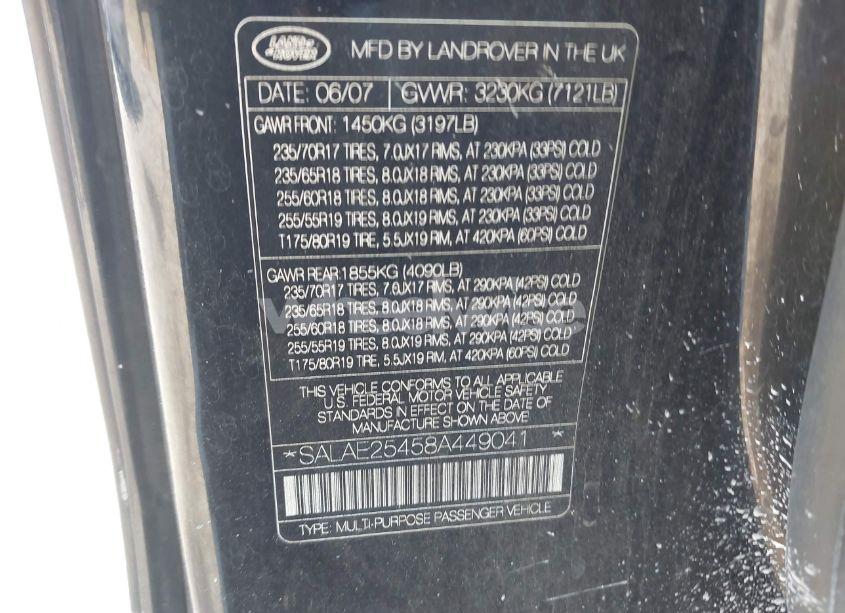 LAND ROVER
MFD BY LANDROVER IN THE UK
DATE: 06/07 GVWR: 3230KG (7121LB)
GAWR FRONT: 1450KG (3197LB)
235/70R17 TIRES, 7.0JX17 RIMS, AT 230KPA (33PSI) COLD
235/65R18 TIRES, 8.0JX18 RIMS, AT 230KPA (33PSI) COLD
255/60R18 TIRES, 8.0JX18 RIMS, AT 230KPA (33PSI) COLD
255/55R19 TIRES, 8.0JX19 RIMS, AT 230KPA (33PSI) COLD
T175/80R19 TIRE, 5.5JX19 RIM, AT 420KPA (60PSI) COLD
GAWR REAR: 1855KG (4090LB)
235/70R17 TIRES, 7.0JX17 RIMS, AT 290KPA (42PSI) COLD
235/65R18 TIRES, 8.0JX18 RIMS, AT 290KPA (42PSI) COLD
255/60R18 TIRES, 8.0JX18 RIMS, AT 290KPA (42PSI) COLD
255/55R19 TIRES, 8.0JX19 RIMS, AT 290KPA (42PSI) COLD
T175/80R19 TIRE, 5.5JX19 RIM, AT 420KPA (60PSI) COLD
THIS VEHICLE CONFORMS TO ALL APPLICABLE
U.S. FEDERAL MOTOR VEHICLE SAFETY
STANDARDS IN EFFECT ON THE DATE OF
MANUFACTURE SHOWN ABOVE
*SALAE25458A449041*
TYPE: MULTI-PURPOSE PASSENGER VEHICLE